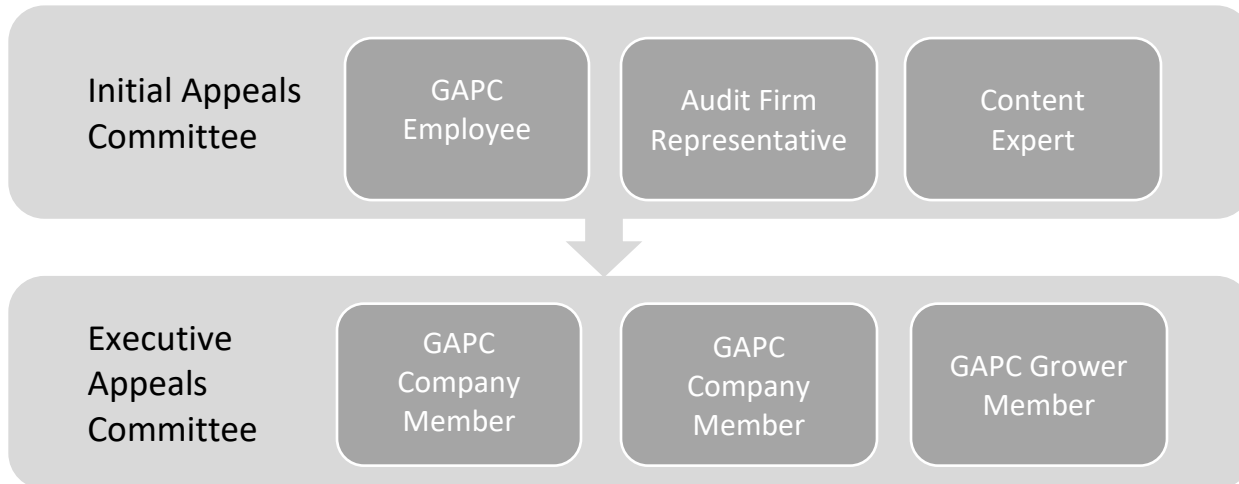 Initial Appeals
Committee
GAPC
Employee
Audit Firm
Representative
Content
Expert
Executive
Appeals
Committee
GAPC
Company
Member
GAPC
Company
Member
GAPC Grower
Member